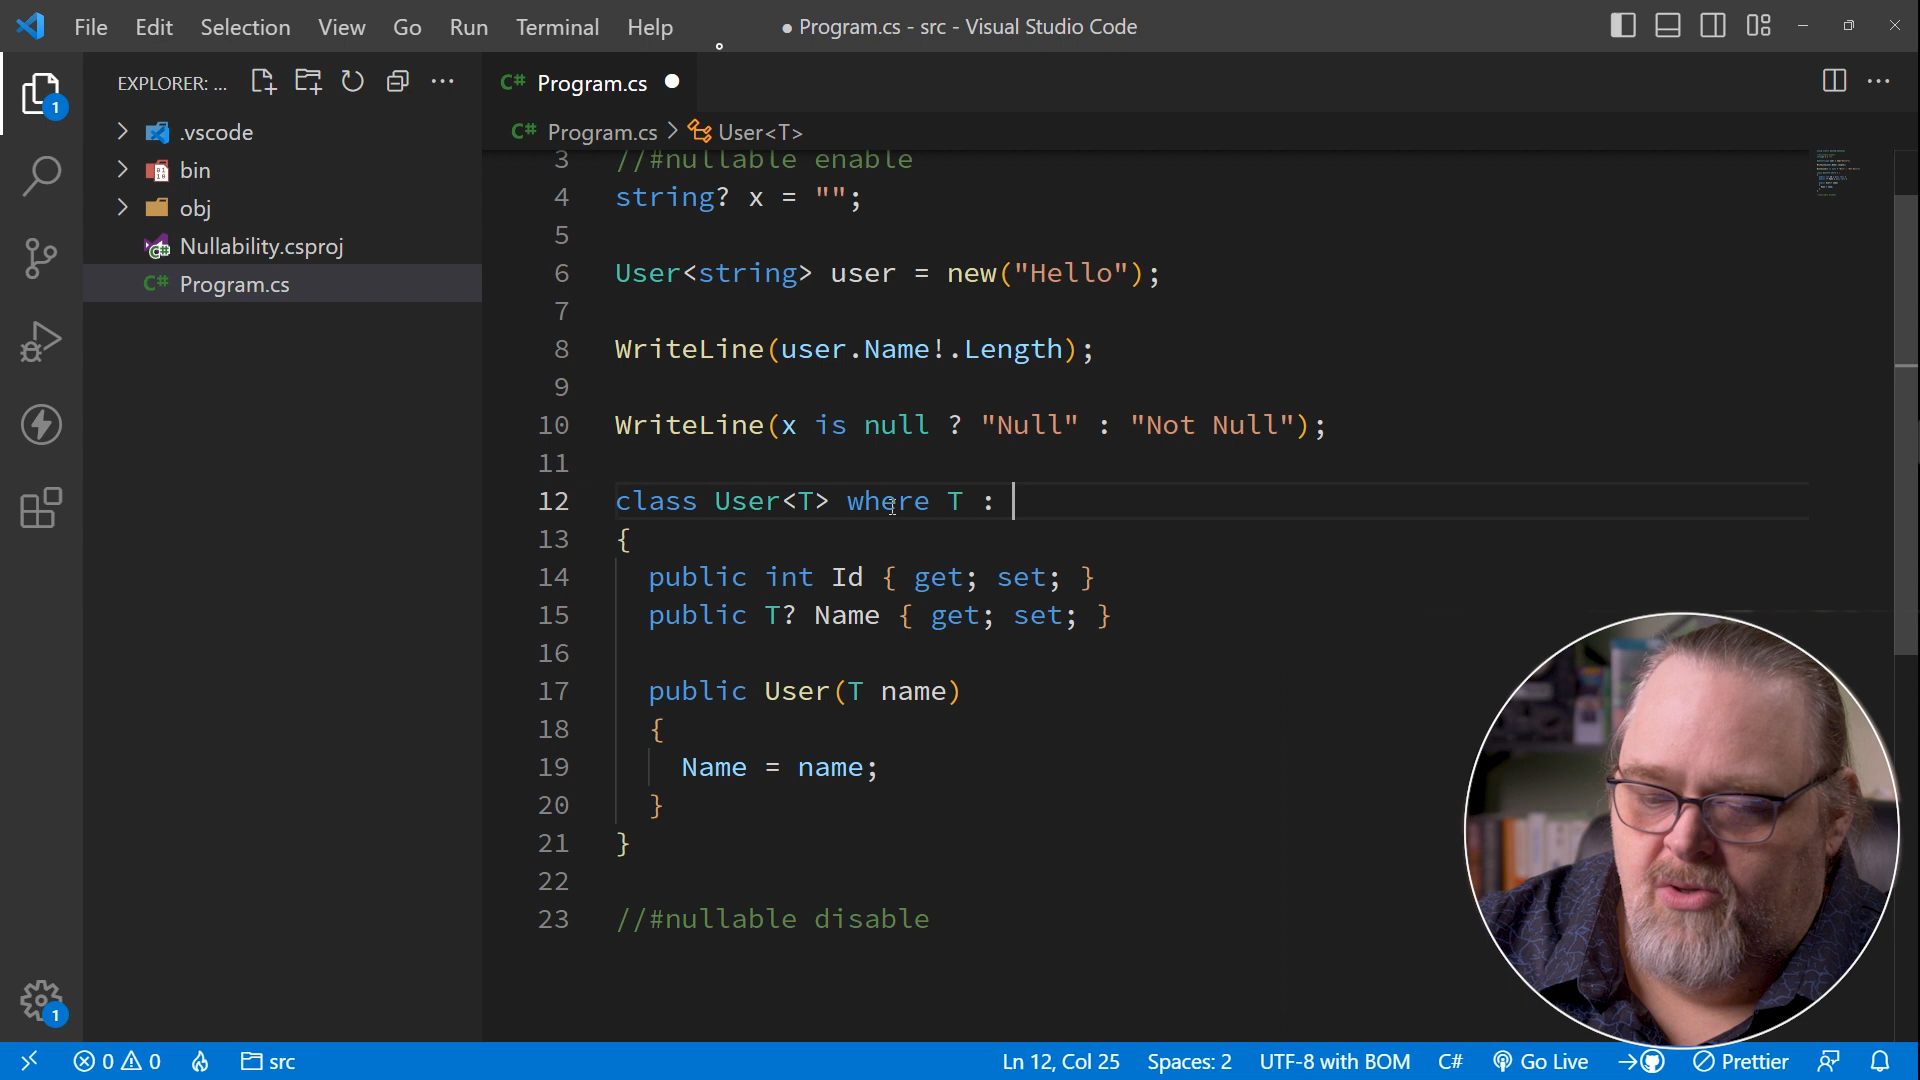 File Edit Selection View Go Run Terminal Help
● Program.cs - src - Visual Studio Code
EXPLORER: ...
1
.vscode
bin
obj
Nullability.csproj
C# Program.cs
1
C# Program.cs ●
C# Program.cs > User<T>
3 //#nullable enable
4 string? x = "";
5
6 User<string> user = new("Hello");
7
8 WriteLine(user.Name!.Length);
9
10 WriteLine(x is null ? "Null" : "Not Null");
11
12 class User<T> where T :
13 {
14 public int Id { get; set; }
15 public T? Name { get; set; }
16
17 public User(T name)
18 {
19 Name = name;
20 }
21 }
22
23 //#nullable disable
0 0 src Ln 12, Col 25 Spaces: 2 UTF-8 with BOM C# Go Live Prettier